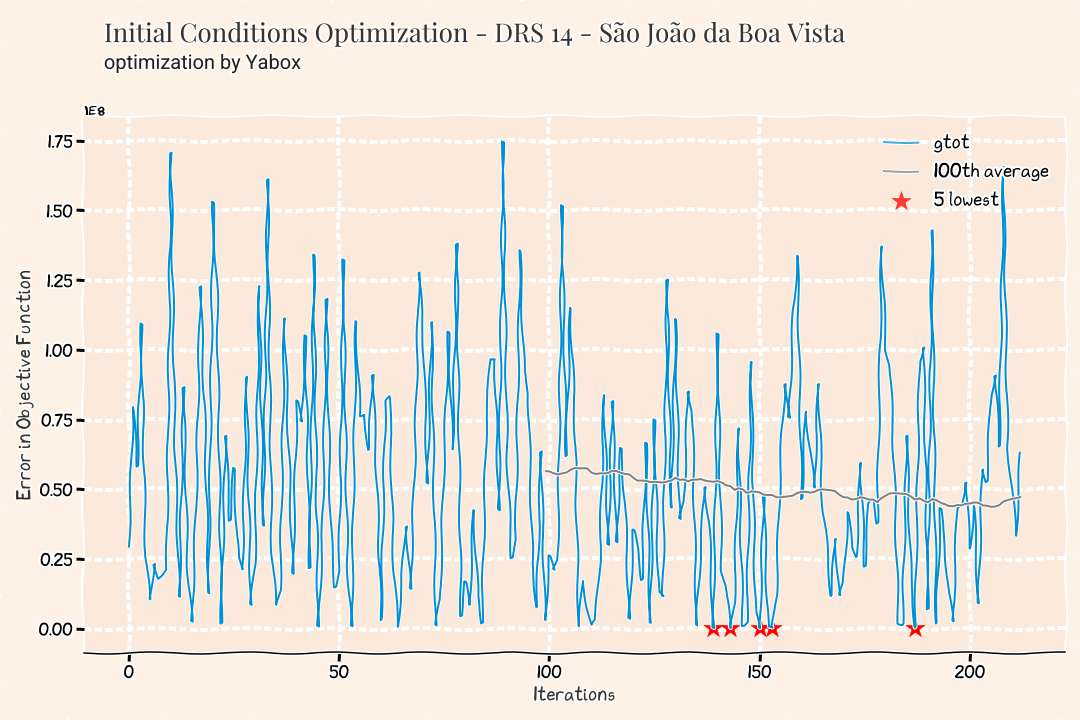 Initial Conditions Optimization - DRS 14 - São João da Boa Vista
optimization by Yabox
1E8
1.75
1.50
1.25
1.00
0.75
0.50
0.25
0.00
Error in Objective Function
gtot
100th average
5 lowest
0
50
100
150
200
Iterations